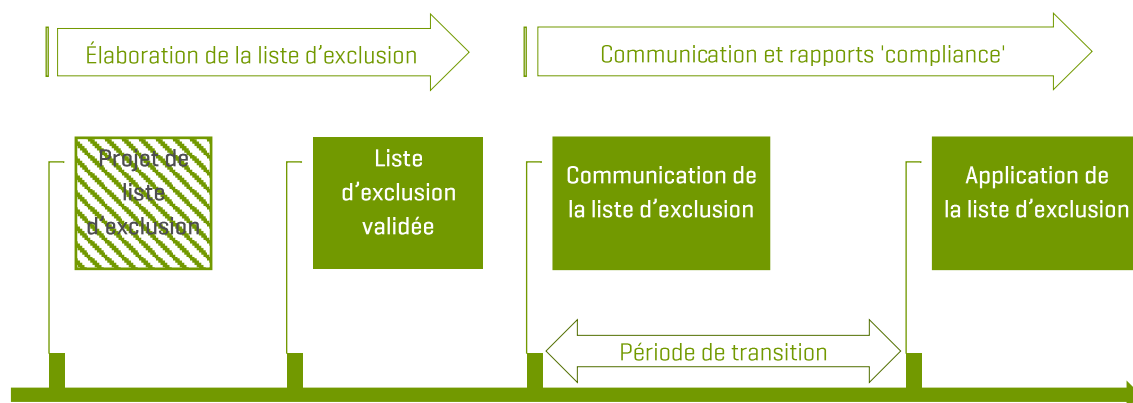 Élaboration de la liste d’exclusion
Communication et rapports 'compliance'
Projet de
liste
d’exclusion
Liste
d’exclusion
validée
Communication de
la liste d’exclusion
Application de
la liste d’exclusion
Période de transition